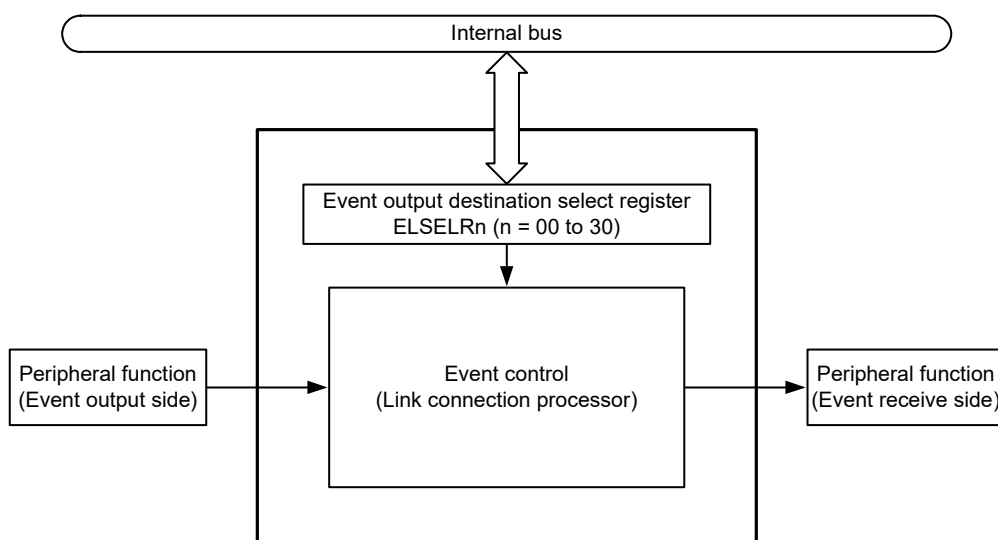 Internal bus
Event output destination select register
ELSELRn (n = 00 to 30)
Peripheral function
(Event output side)
Event control
(Link connection processor)
Peripheral function
(Event receive side)